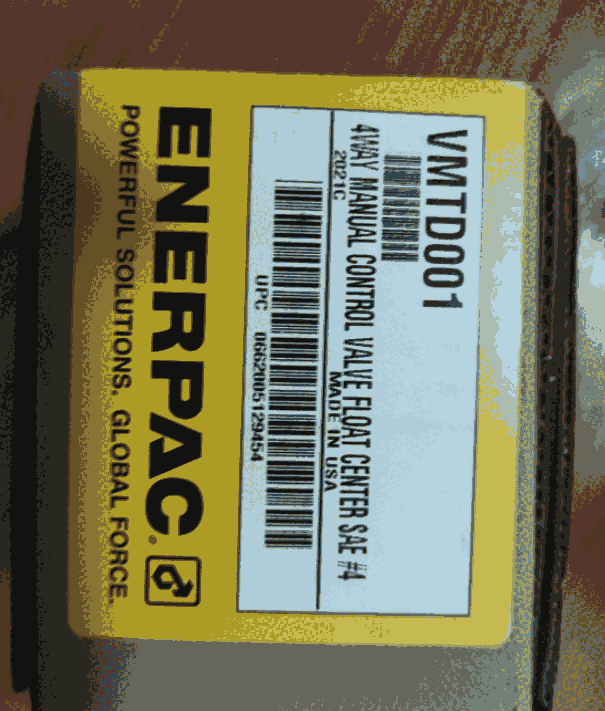 VMTD001
4WAY MANUAL CONTROL VALVE FLOAT CENTER SAE #4
2021C
MADE IN USA
UPC 0662005129454
ENERPAC
POWERFUL SOLUTIONS. GLOBAL FORCE.